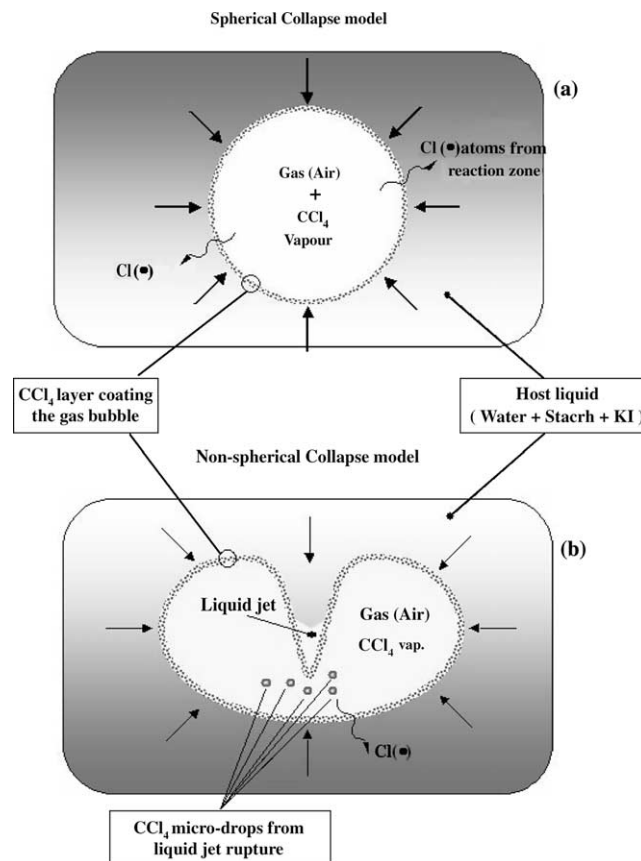 Spherical Collapse model
(a)
Cl(•)atoms from
reaction zone
Gas (Air)
+
CCl₄
Vapour
Cl(•)
CCl₄ layer coating
the gas bubble
Host liquid
( Water + Stacrh + KI )
Non-spherical Collapse model
(b)
Liquid jet
Gas (Air)
CCl₄ vap.
Cl(•)
CCl₄ micro-drops from
liquid jet rupture